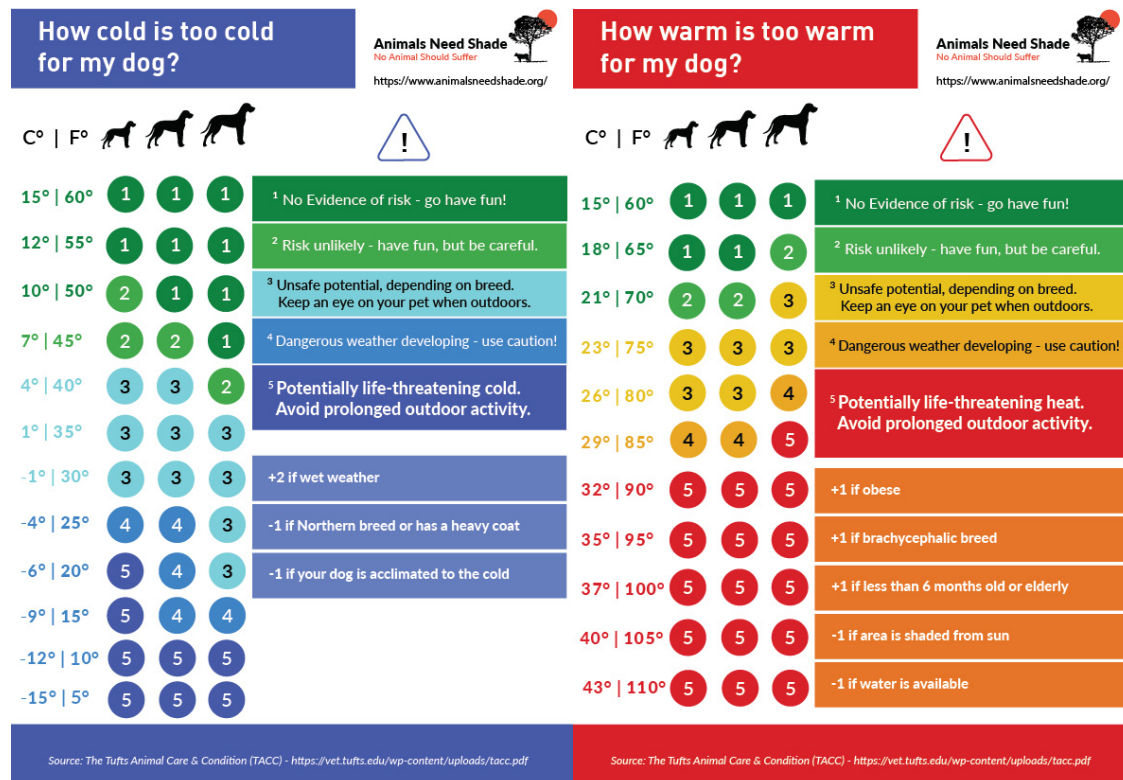 How cold is too cold
for my dog?
Animals Need Shade
No Animal Should Suffer
https://www.animalsneedshade.org/
C° | F°
!
15° | 60° 1 1 1
12° | 55° 1 1 1
10° | 50° 2 1 1
7° | 45° 2 2 1
4° | 40° 3 3 2
1° | 35° 3 3 3
-1° | 30° 3 3 3
-4° | 25° 4 4 3
-6° | 20° 5 4 3
-9° | 15° 5 4 4
-12° | 10° 5 5 5
-15° | 5° 5 5 5
¹ No Evidence of risk - go have fun!
² Risk unlikely - have fun, but be careful.
³ Unsafe potential, depending on breed.
Keep an eye on your pet when outdoors.
⁴ Dangerous weather developing - use caution!
⁵ Potentially life-threatening cold.
Avoid prolonged outdoor activity.
+2 if wet weather
-1 if Northern breed or has a heavy coat
-1 if your dog is acclimated to the cold
Source: The Tufts Animal Care & Condition (TACC) - https://vet.tufts.edu/wp-content/uploads/tacc.pdf
How warm is too warm
for my dog?
Animals Need Shade
No Animal Should Suffer
https://www.animalsneedshade.org/
C° | F°
!
15° | 60° 1 1 1
18° | 65° 1 1 2
21° | 70° 2 2 3
23° | 75° 3 3 3
26° | 80° 3 3 4
29° | 85° 4 4 5
32° | 90° 5 5 5
35° | 95° 5 5 5
37° | 100° 5 5 5
40° | 105° 5 5 5
43° | 110° 5 5 5
¹ No Evidence of risk - go have fun!
² Risk unlikely - have fun, but be careful.
³ Unsafe potential, depending on breed.
Keep an eye on your pet when outdoors.
⁴ Dangerous weather developing - use caution!
⁵ Potentially life-threatening heat.
Avoid prolonged outdoor activity.
+1 if obese
+1 if brachycephalic breed
+1 if less than 6 months old or elderly
-1 if area is shaded from sun
-1 if water is available
Source: The Tufts Animal Care & Condition (TACC) - https://vet.tufts.edu/wp-content/uploads/tacc.pdf